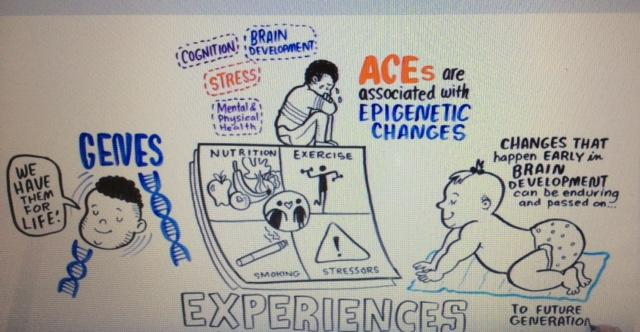 COGNITION
BRAIN
DEVELOPMENT
STRESS
Mental &
Physical
Health
ACEs are
associated with
EPIGENETIC
CHANGES
GENES
WE
HAVE
THEM
FOR
LIFE!
NUTRITION
EXERCISE
SMOKING
STRESSORS
CHANGES THAT
happen EARLY in
BRAIN
DEVELOPMENT
can be enduring
and passed on...
TO FUTURE
GENERATION
EXPERIENCES